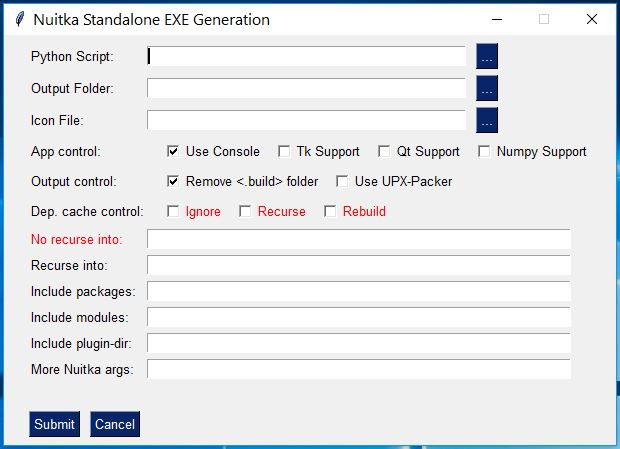 Nuitka Standalone EXE Generation
Python Script: ...
Output Folder: ...
Icon File: ...
App control: Use Console Tk Support Qt Support Numpy Support
Output control: Remove <.build> folder Use UPX-Packer
Dep. cache control: Ignore Recurse Rebuild
No recurse into:
Recurse into:
Include packages:
Include modules:
Include plugin-dir:
More Nuitka args:
Submit Cancel